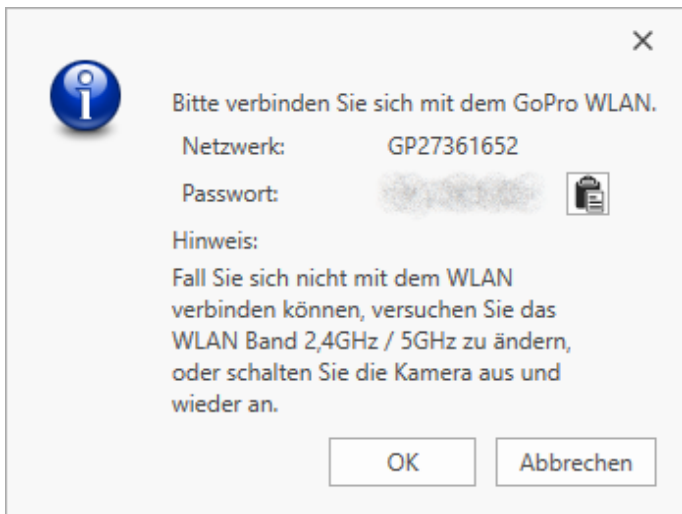 Bitte verbinden Sie sich mit dem GoPro WLAN.
Netzwerk: GP27361652
Passwort:
Hinweis:
Fall Sie sich nicht mit dem WLAN
verbinden können, versuchen Sie das
WLAN Band 2,4GHz / 5GHz zu ändern,
oder schalten Sie die Kamera aus und
wieder an.
OK Abbrechen